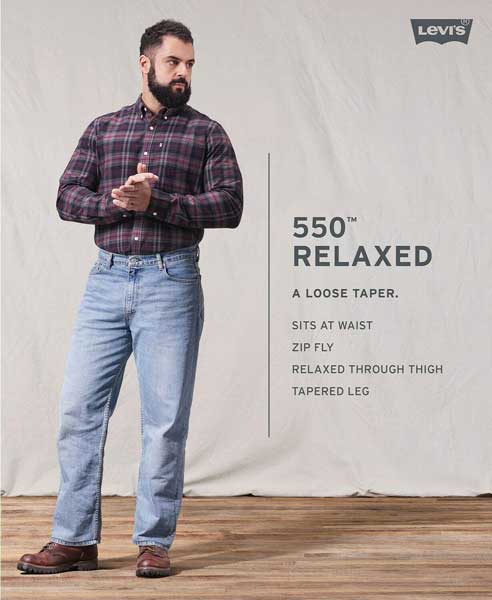 LEVI'S®
550™
RELAXED
A LOOSE TAPER.
SITS AT WAIST
ZIP FLY
RELAXED THROUGH THIGH
TAPERED LEG